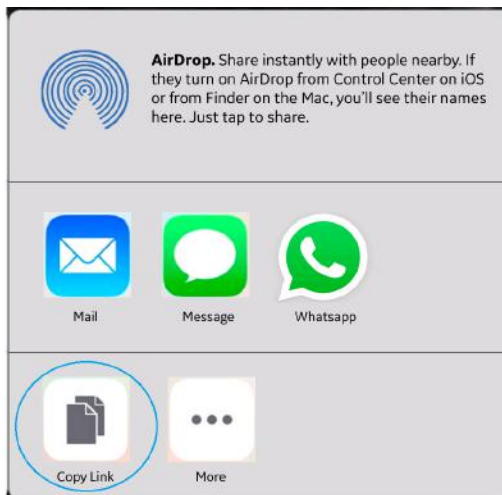 AirDrop. Share instantly with people nearby. If
they turn on AirDrop from Control Center on iOS
or from Finder on the Mac, you'll see their names
here. Just tap to share.
Mail Message Whatsapp
Copy Link More